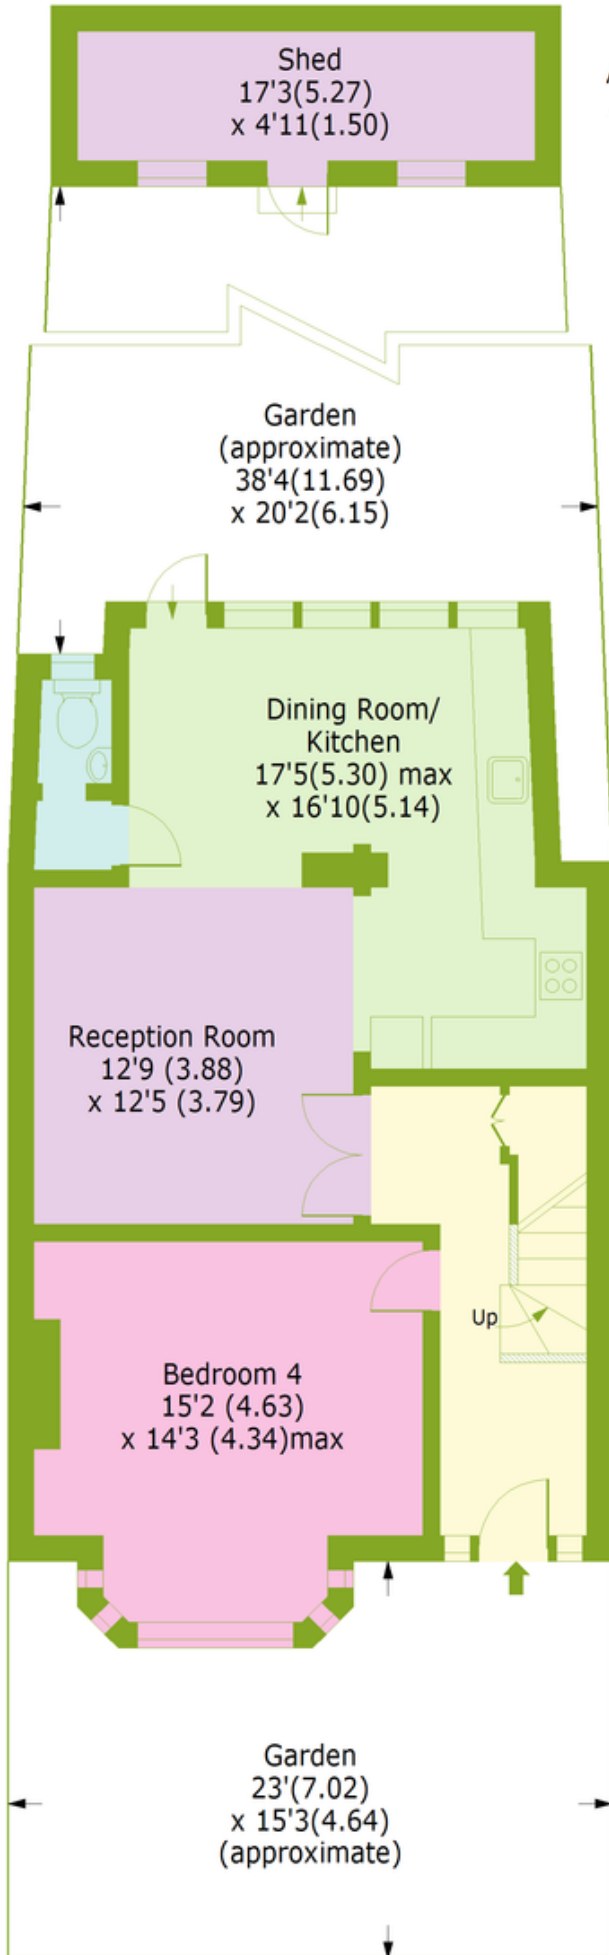 Shed
17'3(5.27)
x 4'11(1.50)
Garden
(approximate)
38'4(11.69)
x 20'2(6.15)
Dining Room/
Kitchen
17'5(5.30) max
x 16'10(5.14)
Reception Room
12'9 (3.88)
x 12'5 (3.79)
Up
Bedroom 4
15'2 (4.63)
x 14'3 (4.34)max
Garden
23'(7.02)
x 15'3(4.64)
(approximate)